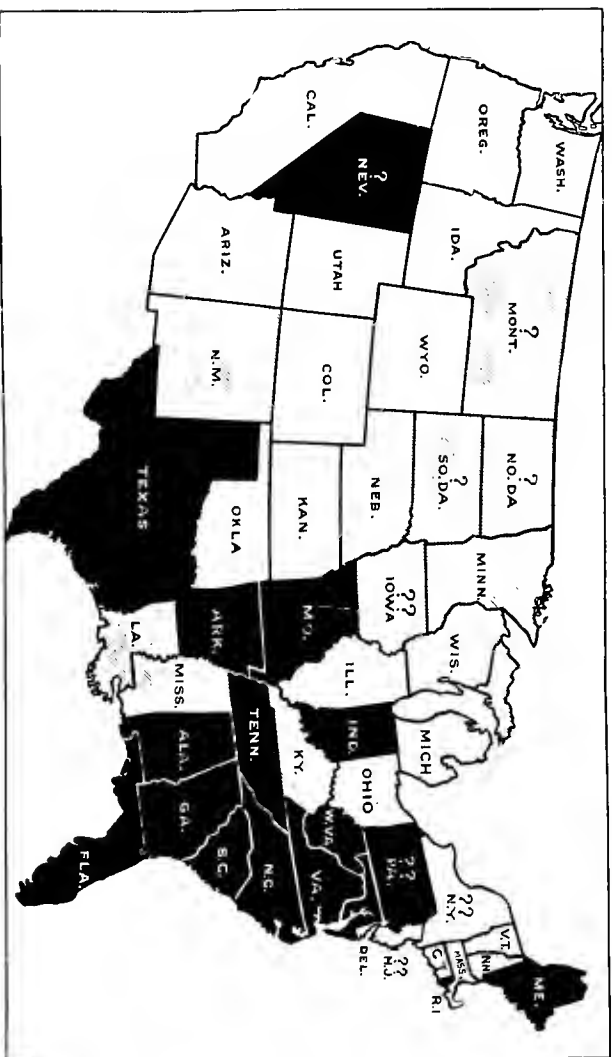 WASH.
OREG.
CAL.
?
NEV.
IDA.
?
MONT.
WYO.
UTAH
ARIZ.
COL.
N.M.
?
NO.DA
?
SO.DA.
NEB.
KAN.
OKLA
TEXAS
MINN.
??
IOWA
MO.
ARK.
LA.
WIS.
ILL.
MICH
IND.
OHIO
KY.
TENN.
MISS.
ALA.
GA.
FLA.
S.C.
N.C.
VA.
W.VA
??
PA.
??
N.Y.
??
N.J.
DEL.
V.T.
N.H
MASS.
C.
R.I
ME.